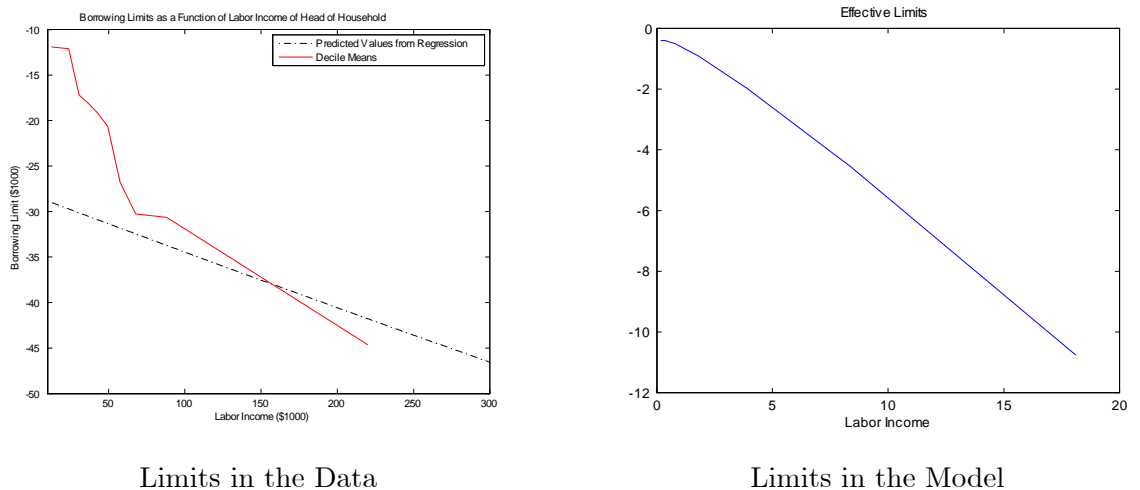 Borrowing Limits as a Function of Labor Income of Head of Household
-10
-15
-20
-25
-30
-35
-40
-45
-50
Borrowing Limit ($1000)
Predicted Values from Regression
Decile Means
50 100 150 200 250 300
Labor Income ($1000)
Limits in the Data
Effective Limits
0
-2
-4
-6
-8
-10
-12
0 5 10 15 20
Labor Income
Limits in the Model